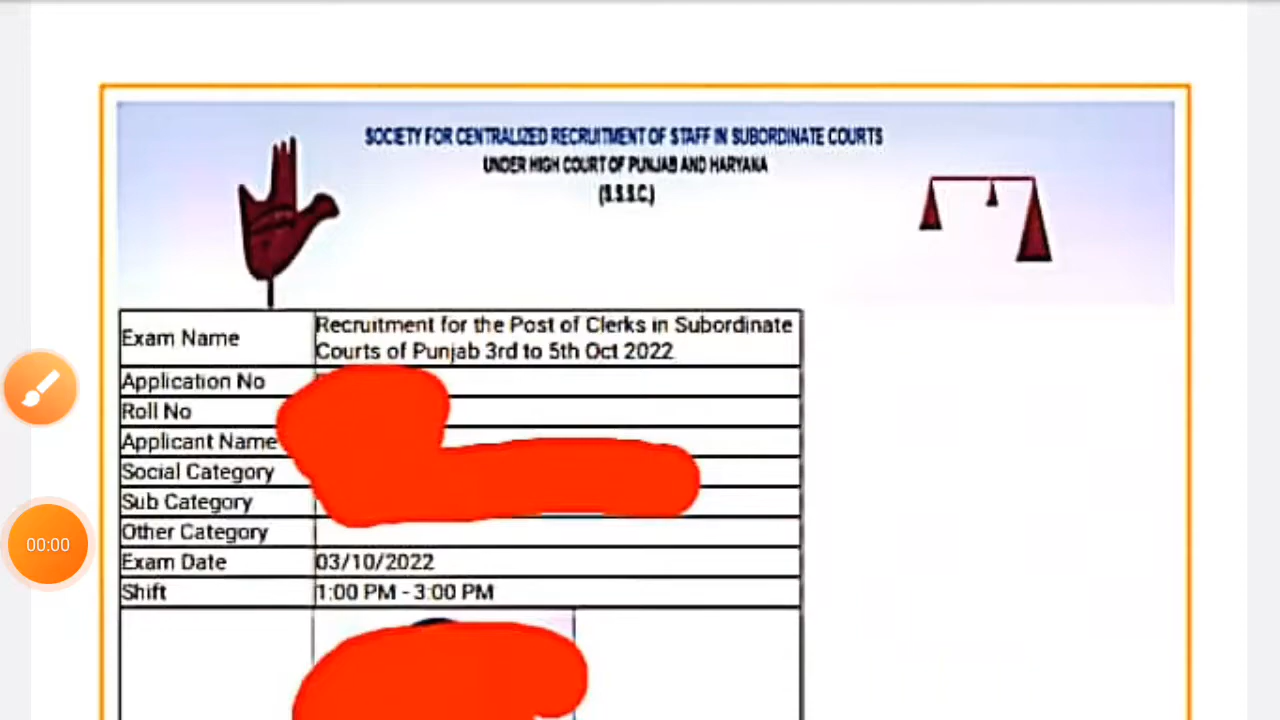 SOCIETY FOR CENTRALIZED RECRUITMENT OF STAFF IN SUBORDINATE COURTS
UNDER HIGH COURT OF PUNJAB AND HARYANA
(S.S.S.C.)
Exam Name
Recruitment for the Post of Clerks in Subordinate
Courts of Punjab 3rd to 5th Oct 2022
Application No
Roll No
Applicant Name
Social Category
Sub Category
Other Category
Exam Date 03/10/2022
Shift 1:00 PM - 3:00 PM
00:00